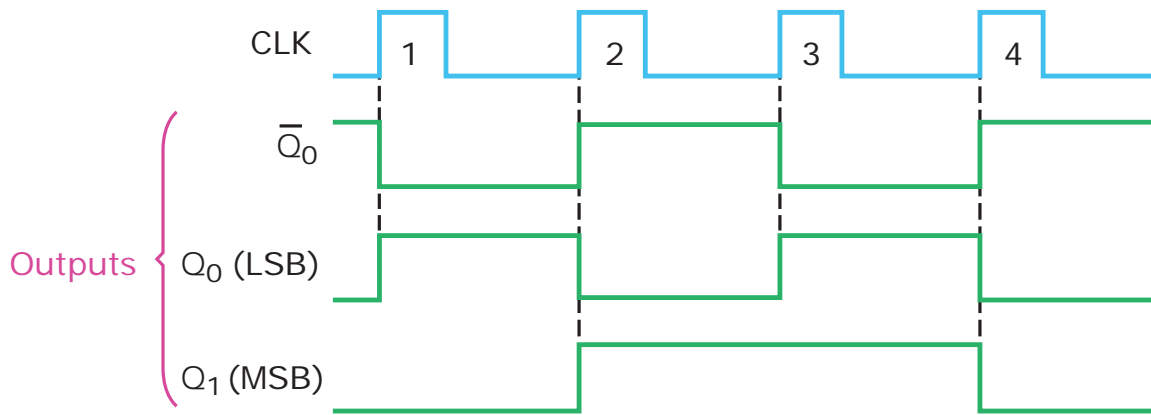 CLK
1
2
3
4
Q̅₀
Outputs
Q₀ (LSB)
Q₁ (MSB)